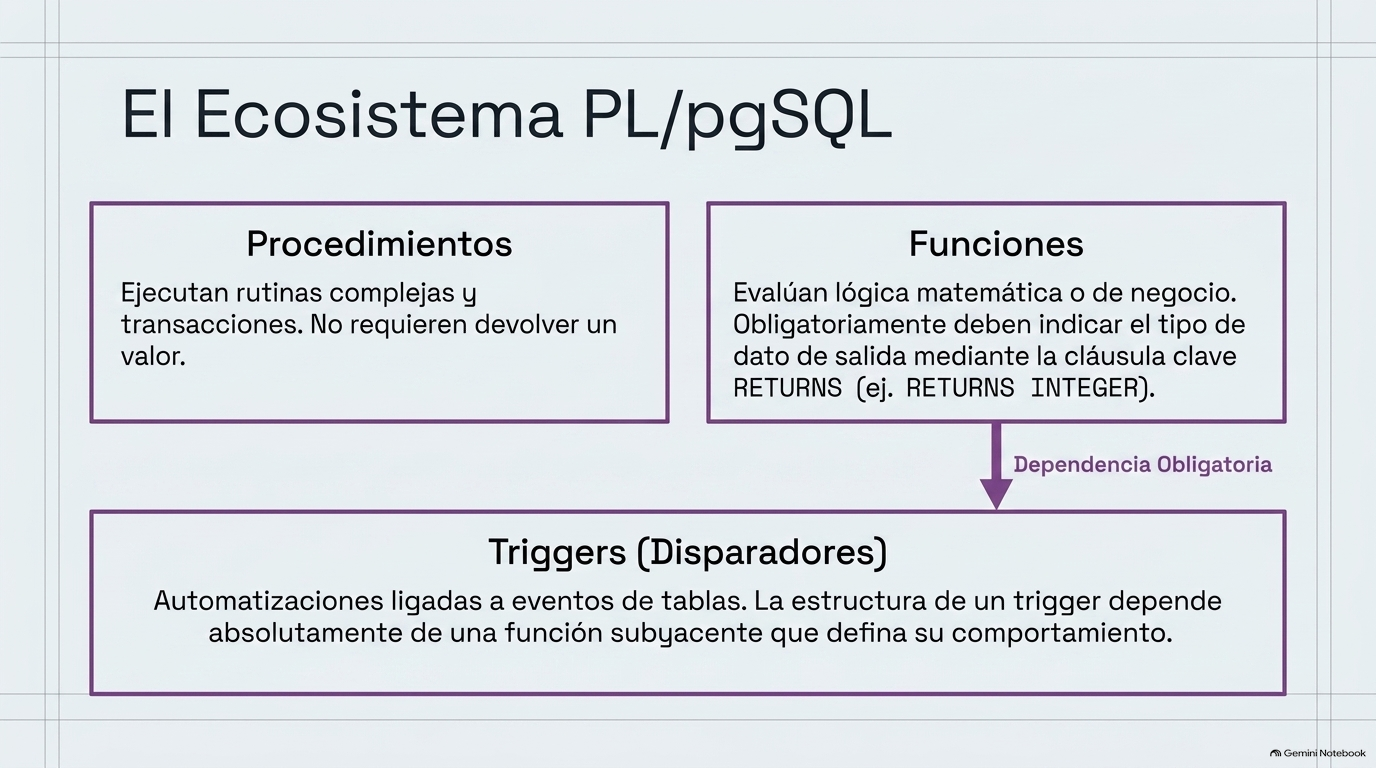 El Ecosistema PL/pgSQL
Procedimientos
Ejecutan rutinas complejas y
transacciones. No requieren devolver un
valor.
Funciones
Evalúan lógica matemática o de negocio.
Obligatoriamente deben indicar el tipo de
dato de salida mediante la cláusula clave
RETURNS (ej. RETURNS INTEGER).
Dependencia Obligatoria
Triggers (Disparadores)
Automatizaciones ligadas a eventos de tablas. La estructura de un trigger depende
absolutamente de una función subyacente que defina su comportamiento.
Gemini Notebook